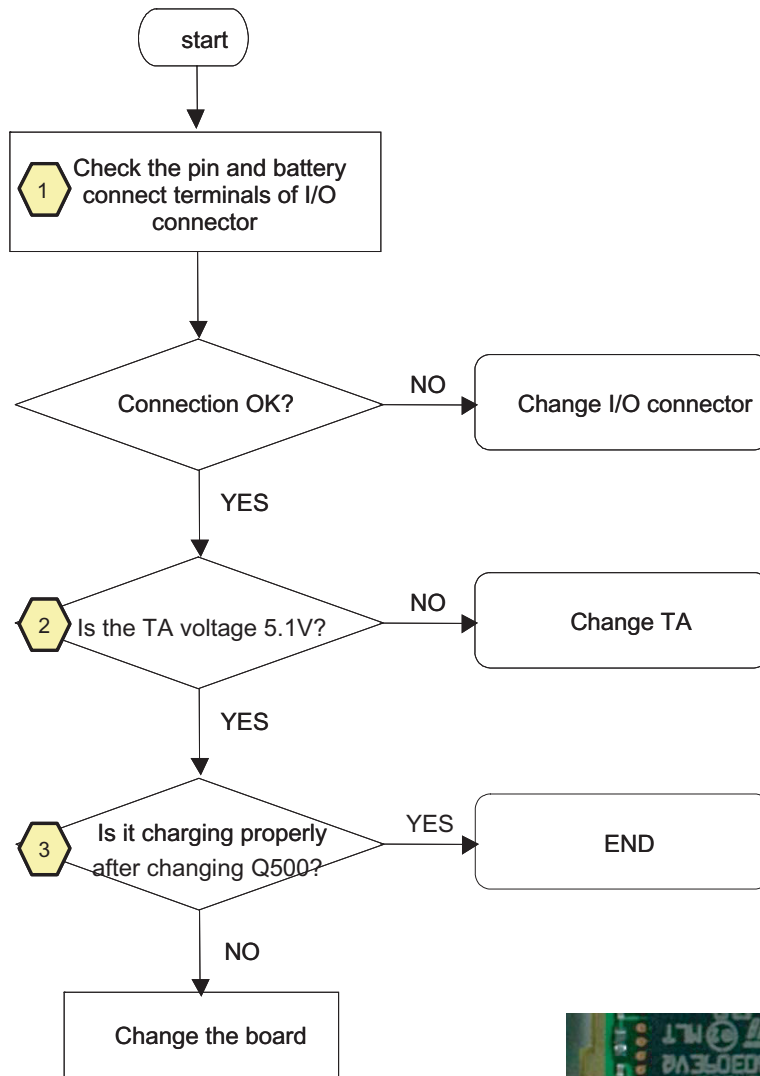 start
1
Check the pin and battery
connect terminals of I/O
connector
Connection OK?
NO
Change I/O connector
YES
2
Is the TA voltage 5.1V?
NO
Change TA
YES
3
Is it charging properly
after changing Q500?
YES
END
NO
Change the board